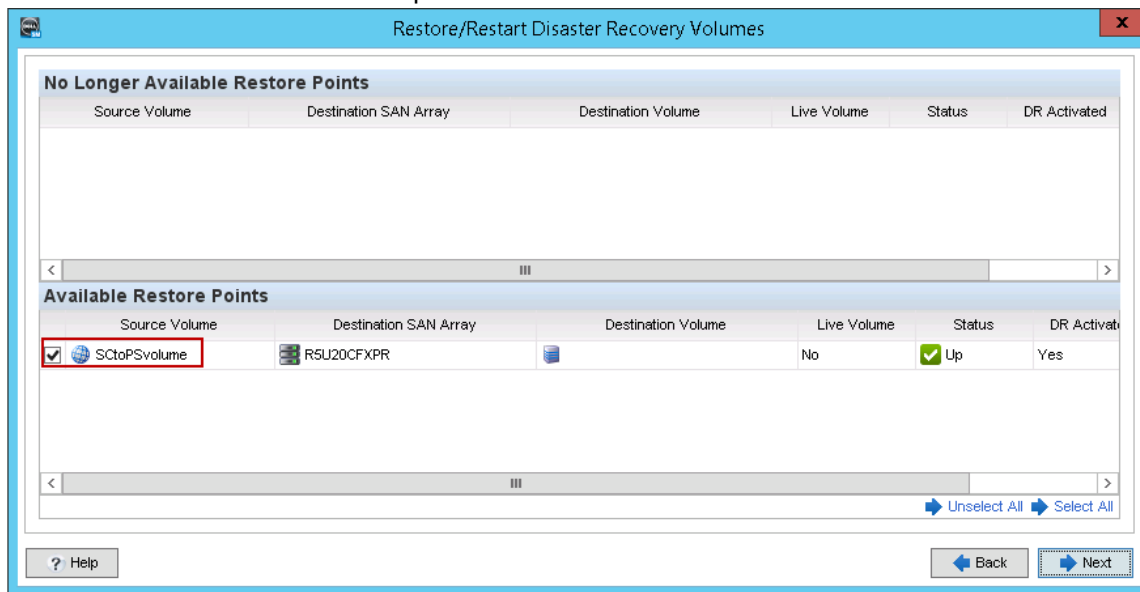 Restore/Restart Disaster Recovery Volumes
x
No Longer Available Restore Points
Source Volume Destination SAN Array Destination Volume Live Volume Status DR Activated
Available Restore Points
Source Volume Destination SAN Array Destination Volume Live Volume Status DR Activat
SCtoPSvolume R5U20CFXPR No Up Yes
Unselect All Select All
? Help Back Next